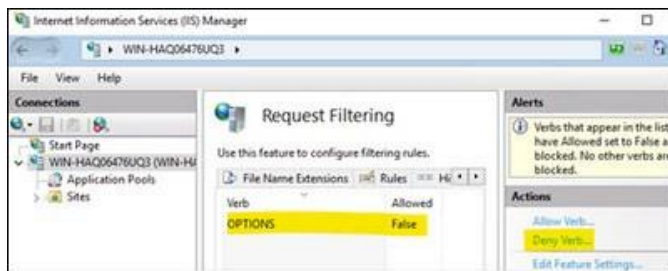 Internet Information Services (IIS) Manager
WIN-HAQ06476UQ3
File View Help
Connections
Start Page
WIN-HAQ06476UQ3 (WIN-HA
Application Pools
Sites
Request Filtering
Use this feature to configure filtering rules.
File Name Extensions Rules
Verb Allowed
OPTIONS False
Alerts
Verbs that appear in the list
have Allowed set to False a
blocked. No other verbs are
blocked.
Actions
Allow Verb...
Deny Verb...
Edit Feature Settings...